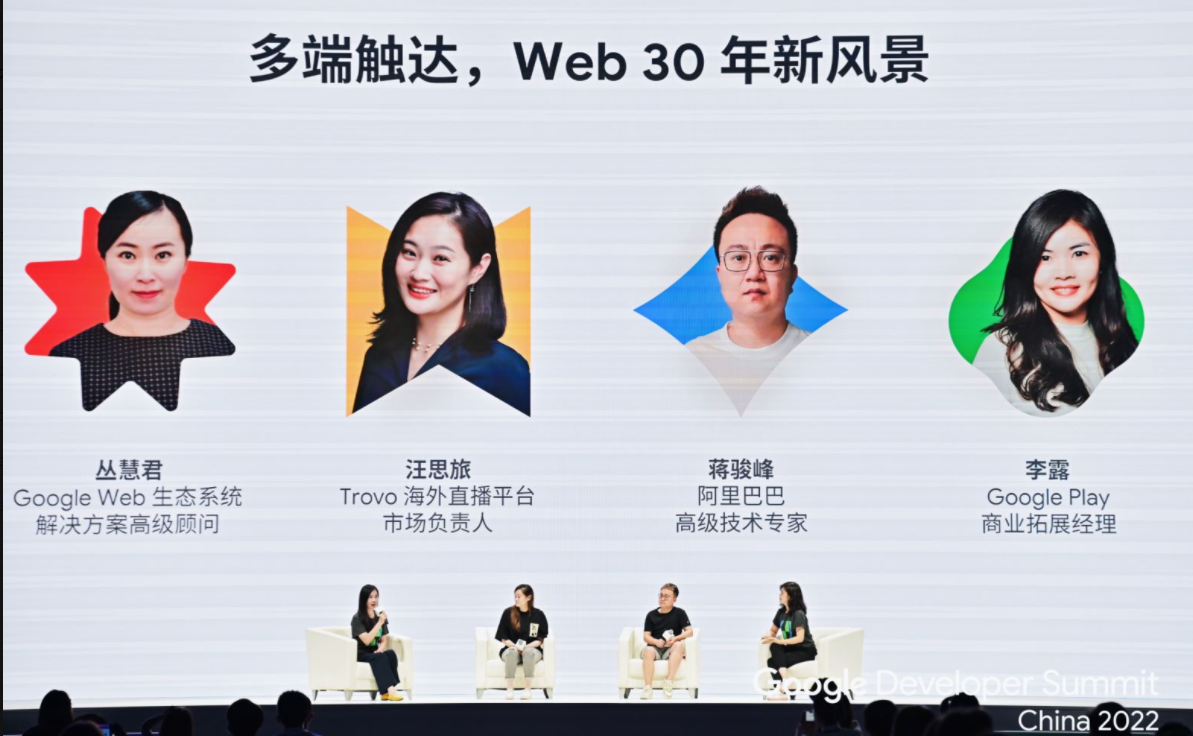 多端触达，Web 30 年新风景
丛慧君
Google Web 生态系统
解决方案高级顾问
汪思旅
Trovo 海外直播平台
市场负责人
蒋骏峰
阿里巴巴
高级技术专家
李露
Google Play
商业拓展经理
Google Developer Summit
China 2022